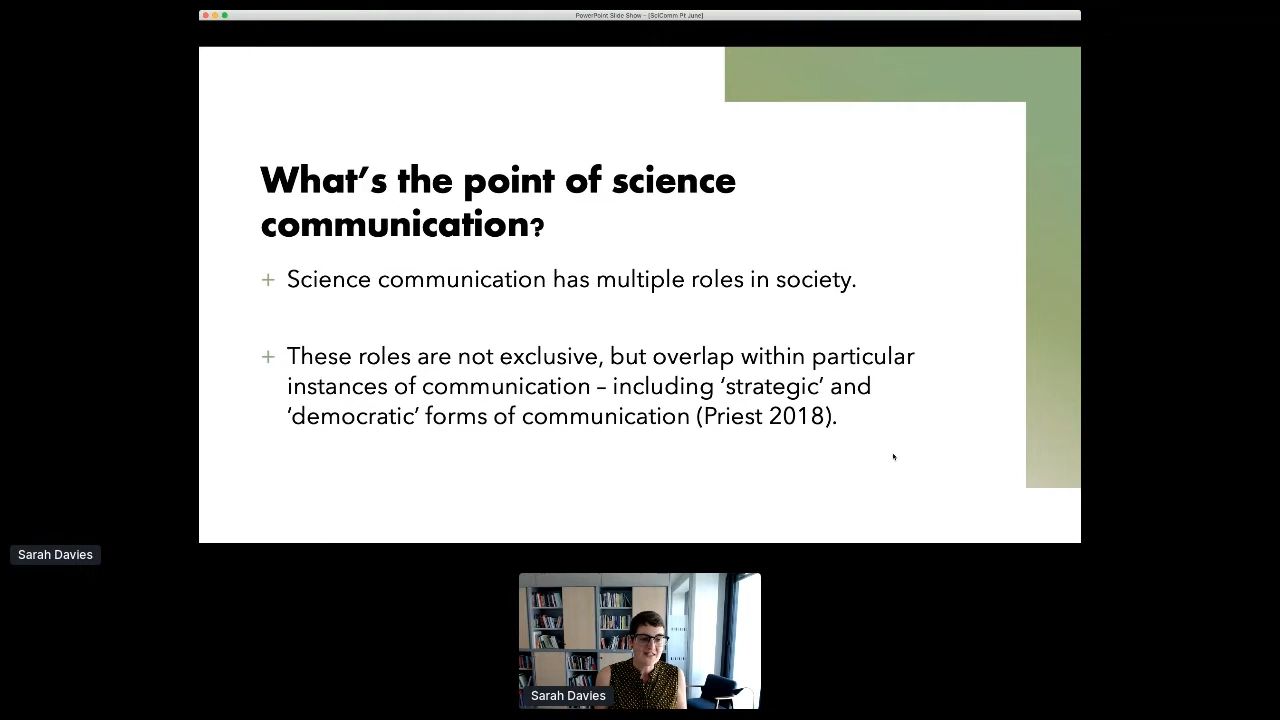 PowerPoint Slide Show - [SciComm Pt June]
What’s the point of science
communication?
+ Science communication has multiple roles in society.
+ These roles are not exclusive, but overlap within particular
instances of communication – including ‘strategic’ and
‘democratic’ forms of communication (Priest 2018).
Sarah Davies
Sarah Davies